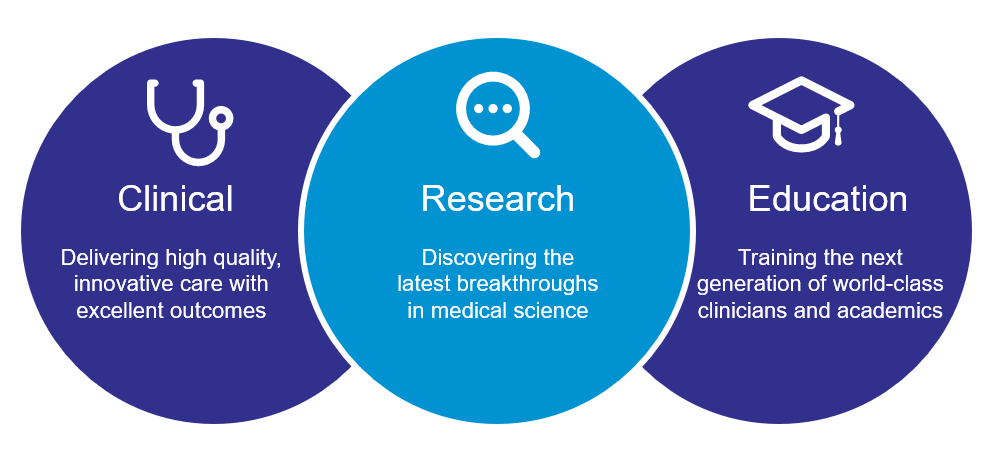 Clinical
Delivering high quality,
innovative care with
excellent outcomes
Research
Discovering the
latest breakthroughs
in medical science
Education
Training the next
generation of world-class
clinicians and academics